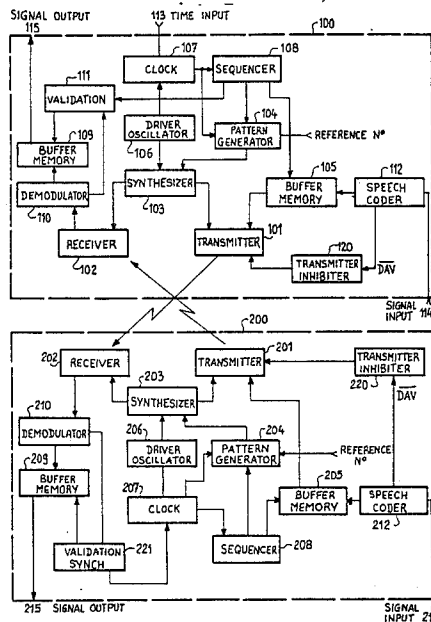 SIGNAL OUTPUT
113 TIME INPUT
115
100
107
108
111
CLOCK
SEQUENCER
VALIDATION
104
109
DRIVER OSCILLATOR
PATTERN GENERATOR
REFERENCE Nº
BUFFER MEMORY
106
105
112
110
SYNTHESIZER
BUFFER MEMORY
SPEECH CODER
DEMODULATOR
103
101
120
RECEIVER
TRANSMITTER
TRANSMITTER INHIBITER
102
DAV
SIGNAL INPUT
114
200
202
201
RECEIVER
TRANSMITTER
TRANSMITTER INHIBITER
203
220
210
SYNTHESIZER
DAV
DEMODULATOR
206
204
209
DRIVER OSCILLATOR
PATTERN GENERATOR
REFERENCE Nº
BUFFER MEMORY
207
205
CLOCK
BUFFER MEMORY
SPEECH CODER
212
VALIDATION SYNCH
221
SEQUENCER
208
215 SIGNAL OUTPUT
SIGNAL INPUT